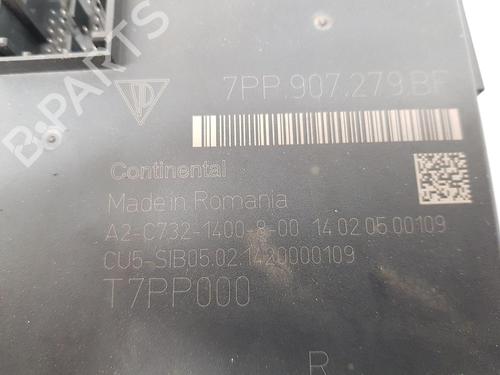 B-PARTS
7PP.907.279.BF
Continental
Made in Romania
A2-C732-1400-8-00 14 02 05 00109
CU5-SIB05.02.1420000109
T7PP000
R